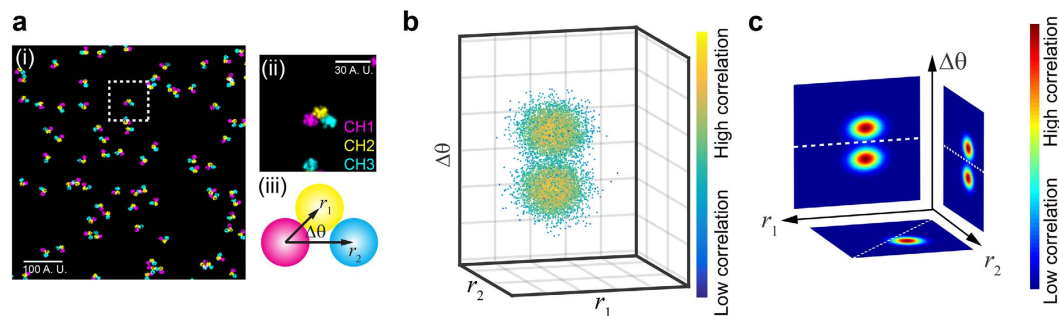 a
(i)
100 A. U.
(ii)
30 A. U.
CH1
CH2
CH3
(iii)
r1
Δθ
r2
b
Δθ
r2
r1
Low correlation
High correlation
c
Δθ
r1
r2
Low correlation
High correlation